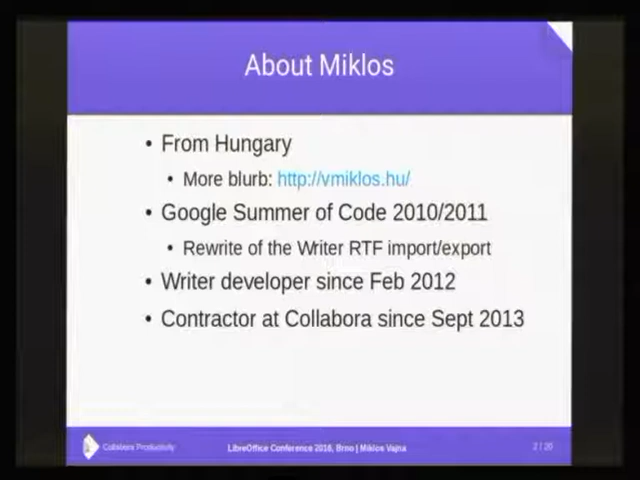 About Miklos
• From Hungary
• More blurb: http://vmiklos.hu/
• Google Summer of Code 2010/2011
• Rewrite of the Writer RTF import/export
• Writer developer since Feb 2012
• Contractor at Collabora since Sept 2013
Collabora Productivity
LibreOffice Conference 2016, Brno | Miklos Vajna
2 / 20